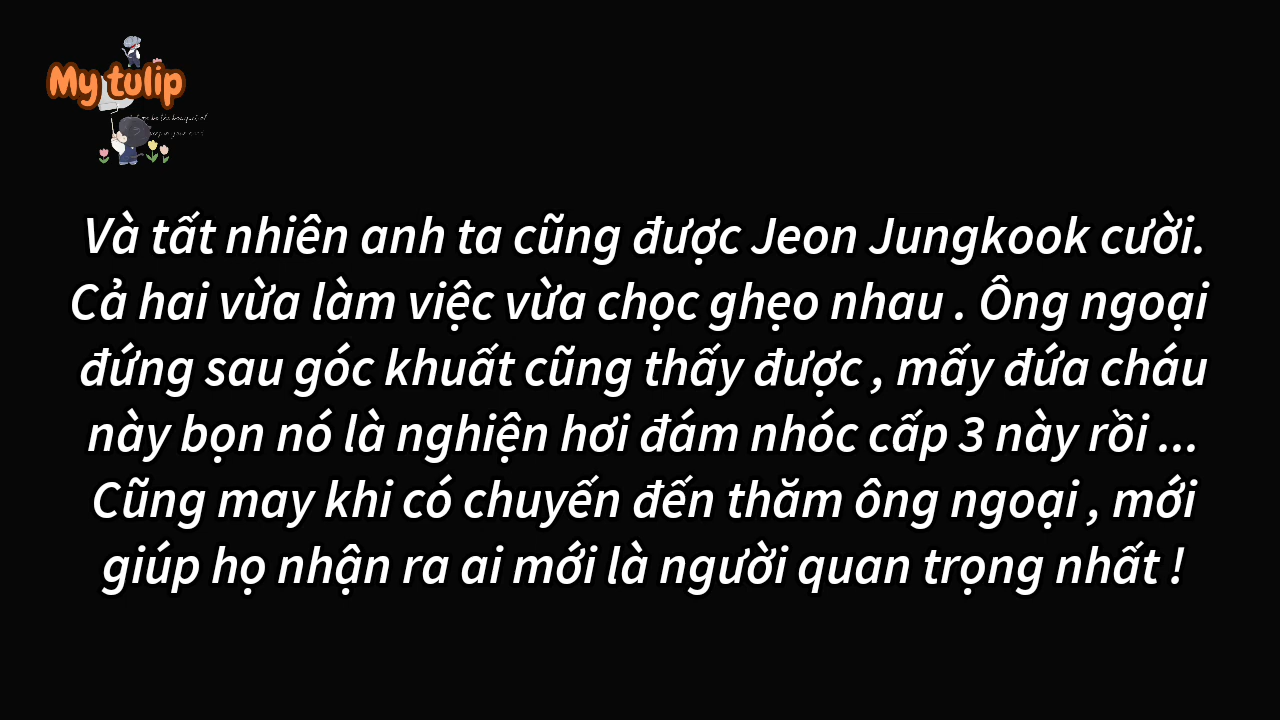 My tulip
Và tất nhiên anh ta cũng được Jeon Jungkook cười.
Cả hai vừa làm việc vừa chọc ghẹo nhau . Ông ngoại
đứng sau góc khuất cũng thấy được , mấy đứa cháu
này bọn nó là nghiện hơi đám nhóc cấp 3 này rồi ...
Cũng may khi có chuyến đến thăm ông ngoại , mới
giúp họ nhận ra ai mới là người quan trọng nhất !